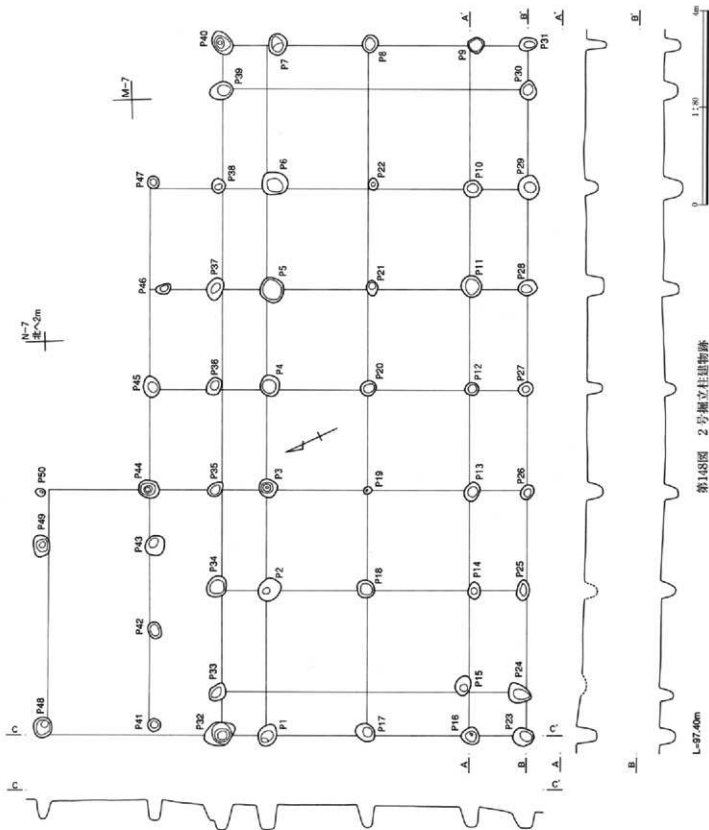 C
C'
P48
P49
P50
N-7
北へ2m
M-7
P41
P42
P43
P44
P45
P46
P47
P32
P33
P34
P35
P36
P37
P38
P39
P40
P1
P2
P3
P4
P5
P6
P7
P17
P18
P19
P20
P21
P22
P8
P16
P15
P14
P13
P12
P11
P10
P9
P23
P24
P25
P26
P27
P28
P29
P30
P31
A
A'
B
B'
C
C'
A
A'
B
B'
L=97.40m
0
1:80
4m
第148図 2号掘立柱建物跡